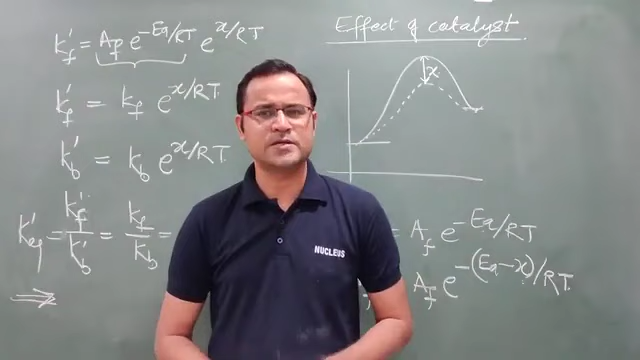 Effect of catalyst.
k'f = Af e^-Ea/RT e^x/RT
k'f = kf e^x/RT
k'b = kb e^x/RT
k'eq = k'f/k'b = kf/kb =
⇒
x
= Af e^-Ea/RT
Af e^-(Ea-x)/RT
NUCLEUS